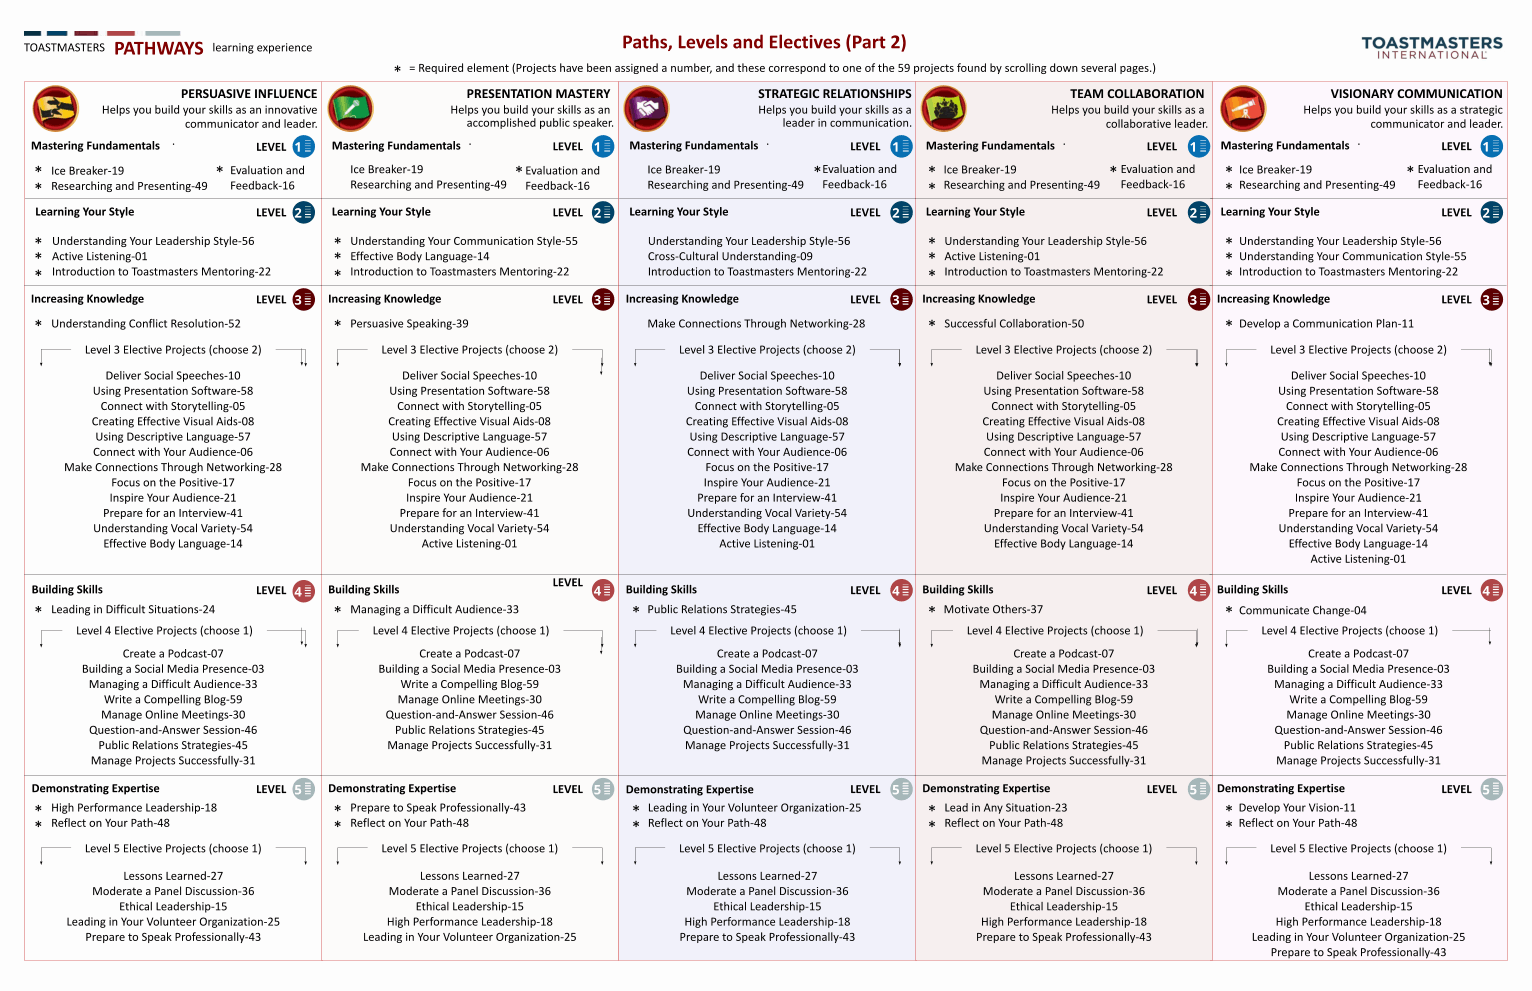 TOASTMASTERS PATHWAYS learning experience
Paths, Levels and Electives (Part 2)
TOASTMASTERS
INTERNATIONAL
* = Required element (Projects have been assigned a number, and these correspond to one of the 59 projects found by scrolling down several pages.)
PERSUASIVE INFLUENCE
Helps you build your skills as an innovative
communicator and leader.
Mastering Fundamentals . LEVEL 1
* Ice Breaker-19
* Researching and Presenting-49
* Evaluation and
Feedback-16
Learning Your Style LEVEL 2
* Understanding Your Leadership Style-56
* Active Listening-01
* Introduction to Toastmasters Mentoring-22
Increasing Knowledge LEVEL 3
* Understanding Conflict Resolution-52
Level 3 Elective Projects (choose 2)
Deliver Social Speeches-10
Using Presentation Software-58
Connect with Storytelling-05
Creating Effective Visual Aids-08
Using Descriptive Language-57
Connect with Your Audience-06
Make Connections Through Networking-28
Focus on the Positive-17
Inspire Your Audience-21
Prepare for an Interview-41
Understanding Vocal Variety-54
Effective Body Language-14
Building Skills LEVEL 4
* Leading in Difficult Situations-24
Level 4 Elective Projects (choose 1)
Create a Podcast-07
Building a Social Media Presence-03
Managing a Difficult Audience-33
Write a Compelling Blog-59
Manage Online Meetings-30
Question-and-Answer Session-46
Public Relations Strategies-45
Manage Projects Successfully-31
Demonstrating Expertise LEVEL 5
* High Performance Leadership-18
* Reflect on Your Path-48
Level 5 Elective Projects (choose 1)
Lessons Learned-27
Moderate a Panel Discussion-36
Ethical Leadership-15
Leading in Your Volunteer Organization-25
Prepare to Speak Professionally-43
PRESENTATION MASTERY
Helps you build your skills as an
accomplished public speaker.
Mastering Fundamentals . LEVEL 1
Ice Breaker-19
Researching and Presenting-49
* Evaluation and
Feedback-16
Learning Your Style LEVEL 2
* Understanding Your Communication Style-55
* Effective Body Language-14
* Introduction to Toastmasters Mentoring-22
Increasing Knowledge LEVEL 3
* Persuasive Speaking-39
Level 3 Elective Projects (choose 2)
Deliver Social Speeches-10
Using Presentation Software-58
Connect with Storytelling-05
Creating Effective Visual Aids-08
Using Descriptive Language-57
Connect with Your Audience-06
Make Connections Through Networking-28
Focus on the Positive-17
Inspire Your Audience-21
Prepare for an Interview-41
Understanding Vocal Variety-54
Active Listening-01
Building Skills LEVEL 4
* Managing a Difficult Audience-33
Level 4 Elective Projects (choose 1)
Create a Podcast-07
Building a Social Media Presence-03
Write a Compelling Blog-59
Manage Online Meetings-30
Question-and-Answer Session-46
Public Relations Strategies-45
Manage Projects Successfully-31
Demonstrating Expertise LEVEL 5
* Prepare to Speak Professionally-43
* Reflect on Your Path-48
Level 5 Elective Projects (choose 1)
Lessons Learned-27
Moderate a Panel Discussion-36
Ethical Leadership-15
High Performance Leadership-18
Leading in Your Volunteer Organization-25
STRATEGIC RELATIONSHIPS
Helps you build your skills as a
leader in communication.
Mastering Fundamentals . LEVEL 1
Ice Breaker-19
Researching and Presenting-49
* Evaluation and
Feedback-16
Learning Your Style LEVEL 2
Understanding Your Leadership Style-56
Cross-Cultural Understanding-09
Introduction to Toastmasters Mentoring-22
Increasing Knowledge LEVEL 3
Make Connections Through Networking-28
Level 3 Elective Projects (choose 2)
Deliver Social Speeches-10
Using Presentation Software-58
Connect with Storytelling-05
Creating Effective Visual Aids-08
Using Descriptive Language-57
Connect with Your Audience-06
Focus on the Positive-17
Inspire Your Audience-21
Prepare for an Interview-41
Understanding Vocal Variety-54
Effective Body Language-14
Active Listening-01
Building Skills LEVEL 4
* Public Relations Strategies-45
Level 4 Elective Projects (choose 1)
Create a Podcast-07
Building a Social Media Presence-03
Managing a Difficult Audience-33
Write a Compelling Blog-59
Manage Online Meetings-30
Question-and-Answer Session-46
Manage Projects Successfully-31
Demonstrating Expertise LEVEL 5
* Leading in Your Volunteer Organization-25
* Reflect on Your Path-48
Level 5 Elective Projects (choose 1)
Lessons Learned-27
Moderate a Panel Discussion-36
Ethical Leadership-15
High Performance Leadership-18
Prepare to Speak Professionally-43
TEAM COLLABORATION
Helps you build your skills as a
collaborative leader.
Mastering Fundamentals . LEVEL 1
* Ice Breaker-19
* Researching and Presenting-49
* Evaluation and
Feedback-16
Learning Your Style LEVEL 2
* Understanding Your Leadership Style-56
* Active Listening-01
* Introduction to Toastmasters Mentoring-22
Increasing Knowledge LEVEL 3
* Successful Collaboration-50
Level 3 Elective Projects (choose 2)
Deliver Social Speeches-10
Using Presentation Software-58
Connect with Storytelling-05
Creating Effective Visual Aids-08
Using Descriptive Language-57
Connect with Your Audience-06
Make Connections Through Networking-28
Focus on the Positive-17
Inspire Your Audience-21
Prepare for an Interview-41
Understanding Vocal Variety-54
Effective Body Language-14
Building Skills LEVEL 4
* Motivate Others-37
Level 4 Elective Projects (choose 1)
Create a Podcast-07
Building a Social Media Presence-03
Managing a Difficult Audience-33
Write a Compelling Blog-59
Manage Online Meetings-30
Question-and-Answer Session-46
Public Relations Strategies-45
Manage Projects Successfully-31
Demonstrating Expertise LEVEL 5
* Lead in Any Situation-23
* Reflect on Your Path-48
Level 5 Elective Projects (choose 1)
Lessons Learned-27
Moderate a Panel Discussion-36
Ethical Leadership-15
High Performance Leadership-18
Prepare to Speak Professionally-43
VISIONARY COMMUNICATION
Helps you build your skills as a strategic
communicator and leader.
Mastering Fundamentals . LEVEL 1
* Ice Breaker-19
* Researching and Presenting-49
* Evaluation and
Feedback-16
Learning Your Style LEVEL 2
* Understanding Your Leadership Style-56
* Understanding Your Communication Style-55
* Introduction to Toastmasters Mentoring-22
Increasing Knowledge LEVEL 3
* Develop a Communication Plan-11
Level 3 Elective Projects (choose 2)
Deliver Social Speeches-10
Using Presentation Software-58
Connect with Storytelling-05
Creating Effective Visual Aids-08
Using Descriptive Language-57
Connect with Your Audience-06
Make Connections Through Networking-28
Focus on the Positive-17
Inspire Your Audience-21
Prepare for an Interview-41
Understanding Vocal Variety-54
Effective Body Language-14
Active Listening-01
Building Skills LEVEL 4
* Communicate Change-04
Level 4 Elective Projects (choose 1)
Create a Podcast-07
Building a Social Media Presence-03
Managing a Difficult Audience-33
Write a Compelling Blog-59
Manage Online Meetings-30
Question-and-Answer Session-46
Public Relations Strategies-45
Manage Projects Successfully-31
Demonstrating Expertise LEVEL 5
* Develop Your Vision-11
* Reflect on Your Path-48
Level 5 Elective Projects (choose 1)
Lessons Learned-27
Moderate a Panel Discussion-36
Ethical Leadership-15
High Performance Leadership-18
Leading in Your Volunteer Organization-25
Prepare to Speak Professionally-43